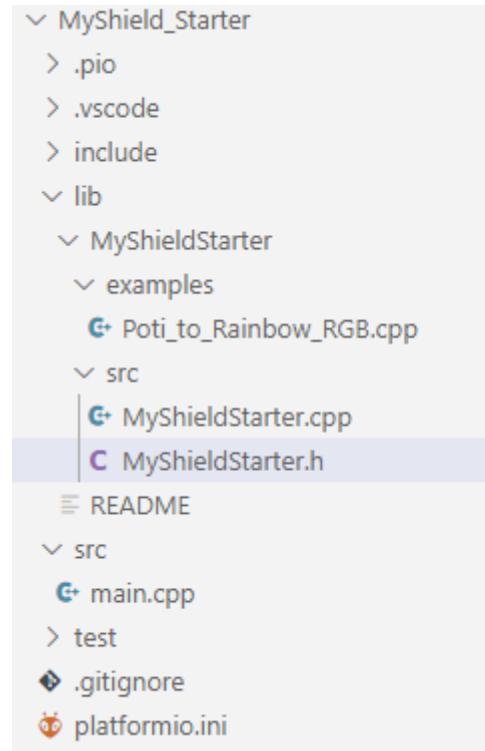 MyShield_Starter
.pio
.vscode
include
lib
MyShieldStarter
examples
Poti_to_Rainbow_RGB.cpp
src
MyShieldStarter.cpp
C MyShieldStarter.h
README
src
main.cpp
test
.gitignore
platformio.ini